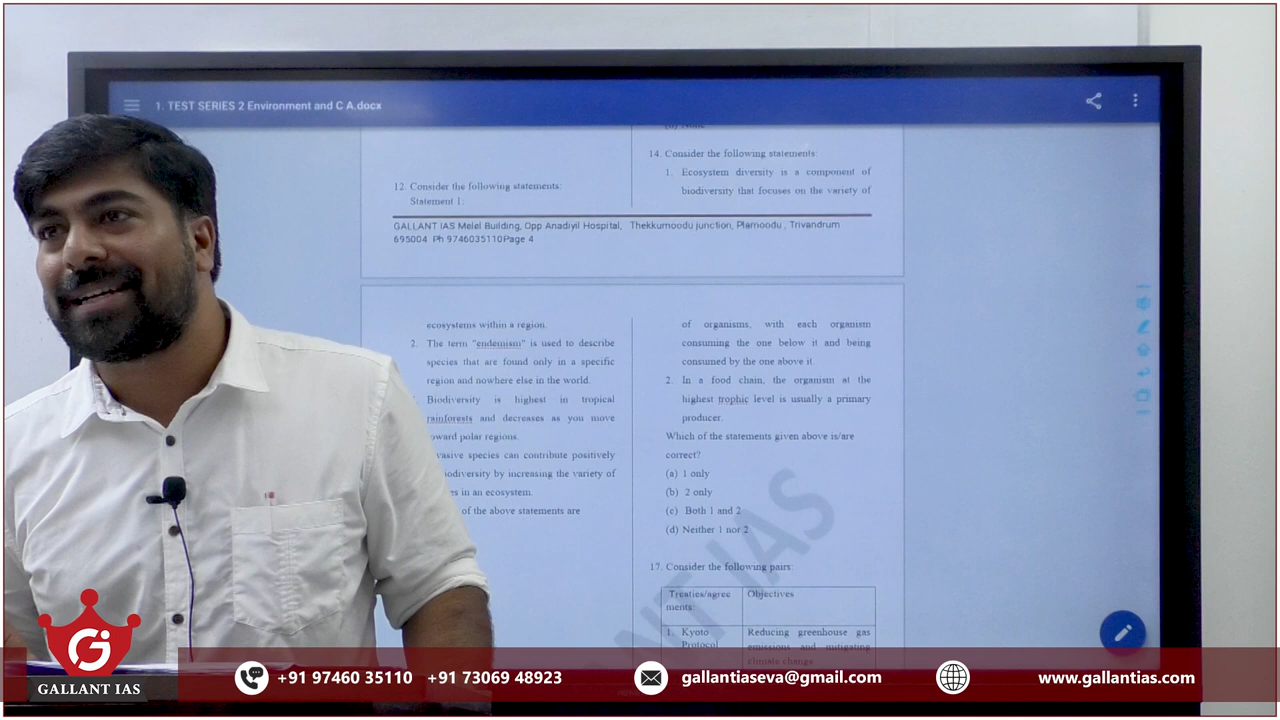 1. TEST SERIES 2 Environment and C A.docx
12. Consider the following statements:
Statement 1:
14. Consider the following statements:
1. Ecosystem diversity is a component of
biodiversity that focuses on the variety of
GALLANT IAS Melel Building, Opp Anadiyil Hospital, Thekkumoodu junction, Plamoodu , Trivandrum
695004 Ph 9746035110Page 4
ecosystems within a region.
2. The term "endemism" is used to describe
species that are found only in a specific
region and nowhere else in the world.
Biodiversity is highest in tropical
rainforests and decreases as you move
oward polar regions.
vasive species can contribute positively
iodiversity by increasing the variety of
es in an ecosystem.
of the above statements are
of organisms, with each organism
consuming the one below it and being
consumed by the one above it.
2. In a food chain, the organism at the
highest trophic level is usually a primary
producer.
Which of the statements given above is/are
correct?
(a) 1 only
(b) 2 only
(c) Both 1 and 2
(d) Neither 1 nor 2
17. Consider the following pairs:
Treaties/agree
ments:
Objectives
1. Kyoto
Protocol
Reducing greenhouse gas
emissions and mitigating
climate change
NT IAS
Gi
GALLANT IAS
+91 97460 35110 +91 73069 48923
gallantiaseva@gmail.com
www.gallantias.com